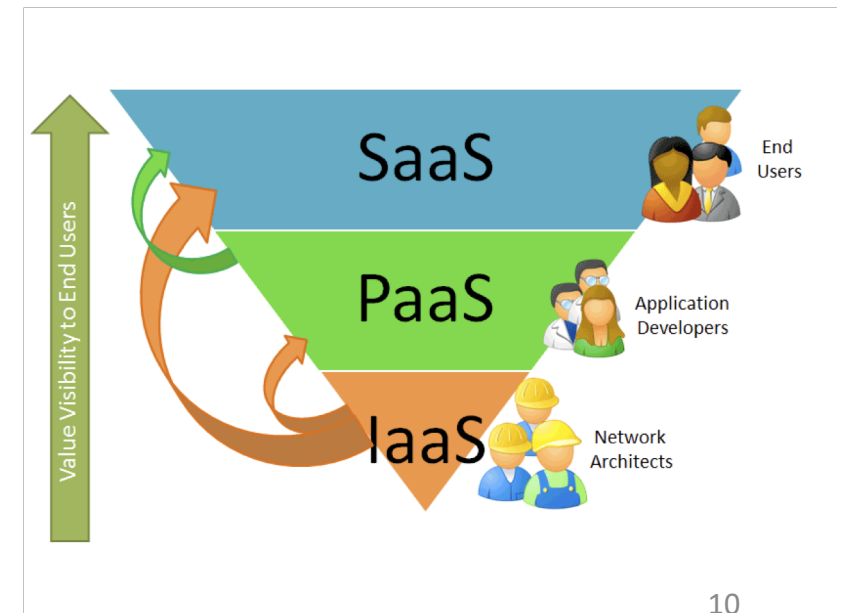 Value Visibility to End Users
SaaS
End
Users
PaaS
Application
Developers
IaaS
Network
Architects
10